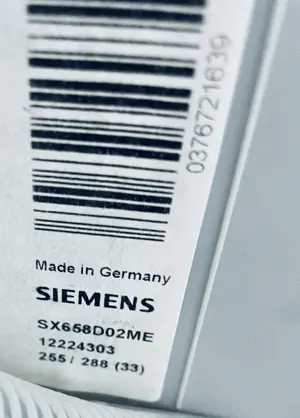 0376721639
Made in Germany
SIEMENS
SX658D02ME
12224303
255/ 288 (33)